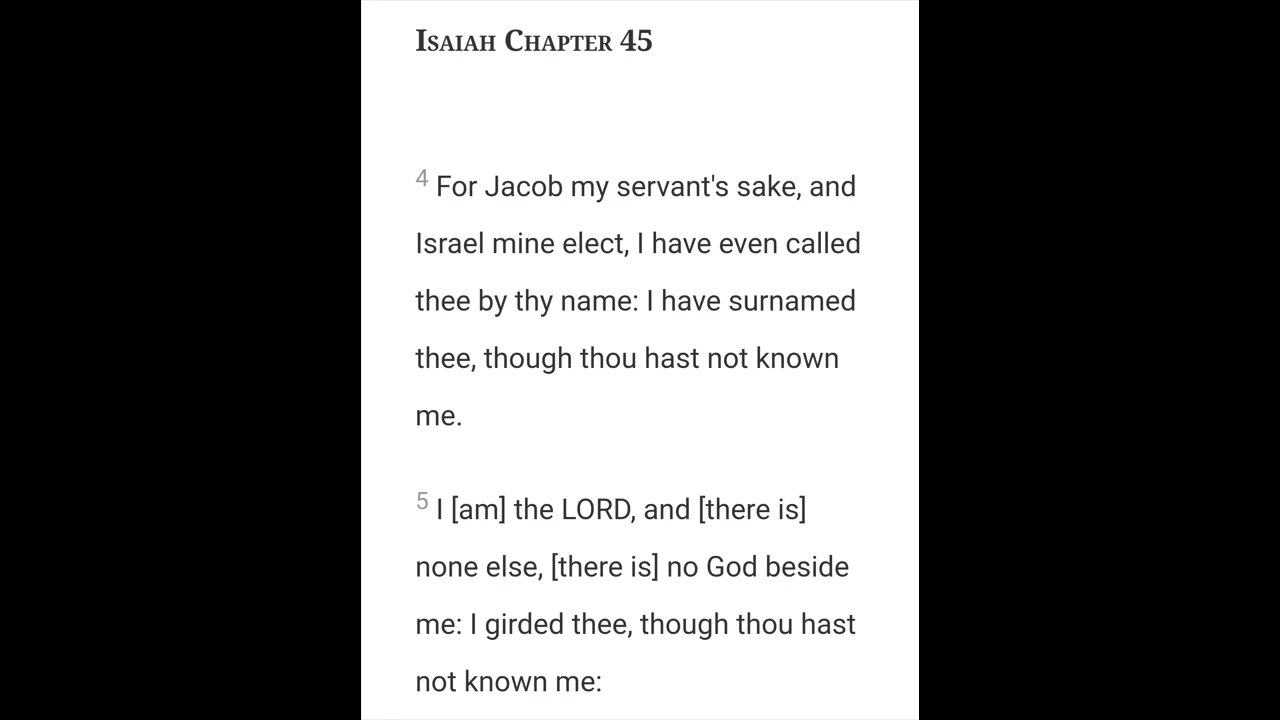 Isaiah Chapter 45
4 For Jacob my servant's sake, and
Israel mine elect, I have even called
thee by thy name: I have surnamed
thee, though thou hast not known
me.
5 I [am] the LORD, and [there is]
none else, [there is] no God beside
me: I girded thee, though thou hast
not known me: